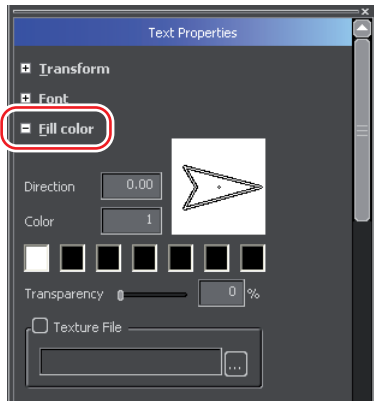 Text Properties
Transform
Font
Fill color
Direction 0.00
Color 1
Transparency 0 %
Texture File
...